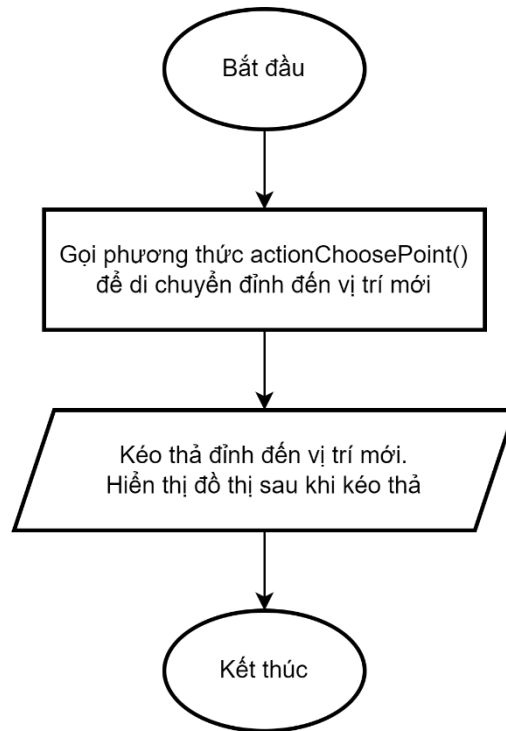 Bắt đầu
Gọi phương thức actionChoosePoint()
để di chuyển đỉnh đến vị trí mới
Kéo thả đỉnh đến vị trí mới.
Hiển thị đồ thị sau khi kéo thả
Kết thúc